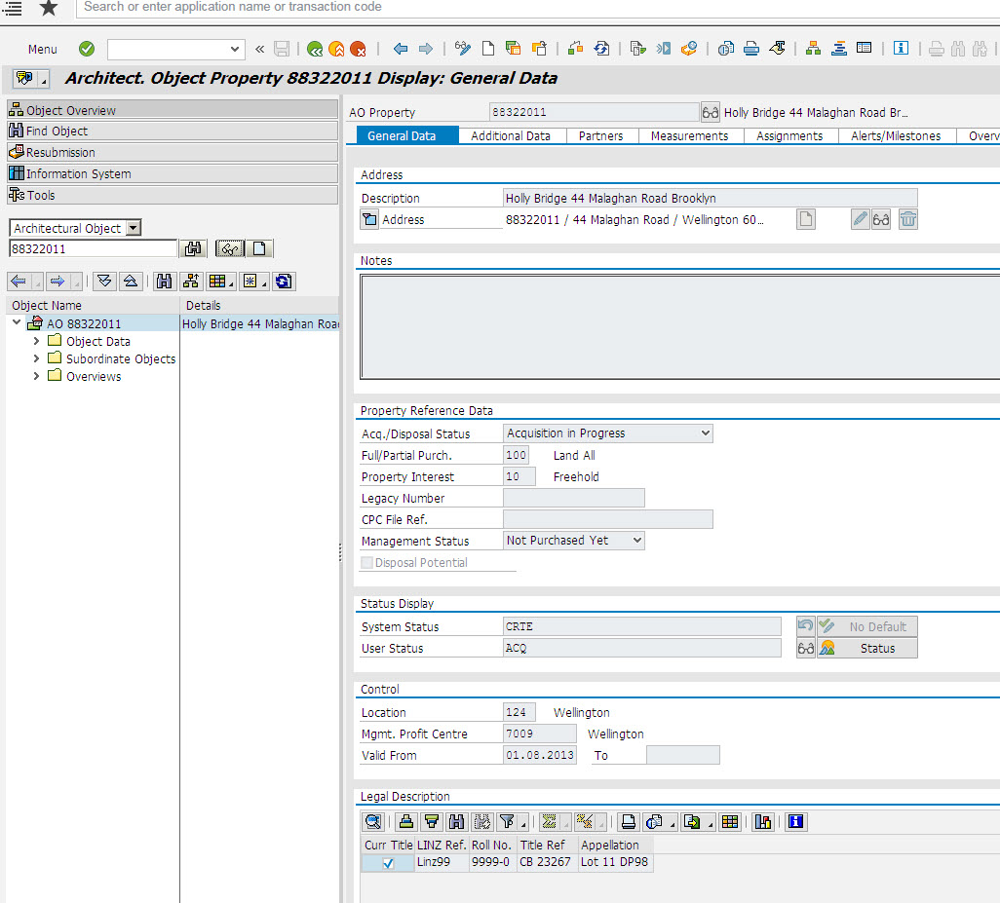 Search or enter application name or transaction code
Menu
Architect. Object Property 88322011 Display: General Data
Object Overview
Find Object
Resubmission
Information System
Tools
Architectural Object
88322011
Object Name Details
AO 88322011 Holly Bridge 44 Malaghan Road
Object Data
Subordinate Objects
Overviews
AO Property 88322011 Holly Bridge 44 Malaghan Road Br...
General Data Additional Data Partners Measurements Assignments Alerts/Milestones Overv
Address
Description Holly Bridge 44 Malaghan Road Brooklyn
Address 88322011 / 44 Malaghan Road / Wellington 60...
Notes
Property Reference Data
Acq./Disposal Status Acquisition in Progress
Full/Partial Purch. 100 Land All
Property Interest 10 Freehold
Legacy Number
CPC File Ref.
Management Status Not Purchased Yet
Disposal Potential
Status Display
System Status CRTE No Default
User Status ACQ Status
Control
Location 124 Wellington
Mgmt. Profit Centre 7009 Wellington
Valid From 01.08.2013 To
Legal Description
Curr Title LINZ Ref. Roll No. Title Ref Appellation
Linz99 9999-0 CB 23267 Lot 11 DP98